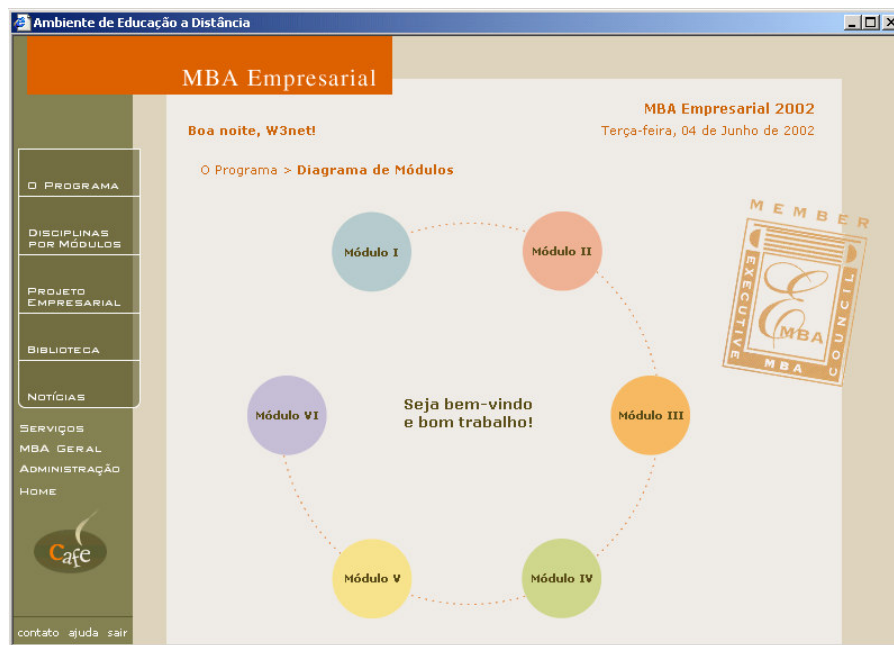 Ambiente de Educação a Distância
MBA Empresarial
MBA Empresarial 2002
Boa noite, W3net!
Terça-feira, 04 de Junho de 2002
O Programa > Diagrama de Módulos
O PROGRAMA
DISCIPLINAS
POR MÓDULOS
PROJETO
EMPRESARIAL
BIBLIOTECA
NOTÍCIAS
SERVIÇOS
MBA GERAL
ADMINISTRAÇÃO
HOME
Café
contato ajuda sair
Módulo I
Módulo II
Módulo VI
Seja bem-vindo
e bom trabalho!
Módulo III
Módulo V
Módulo IV
MEMBER
EXECUTIVE
MBA
COUNCIL
EMBA